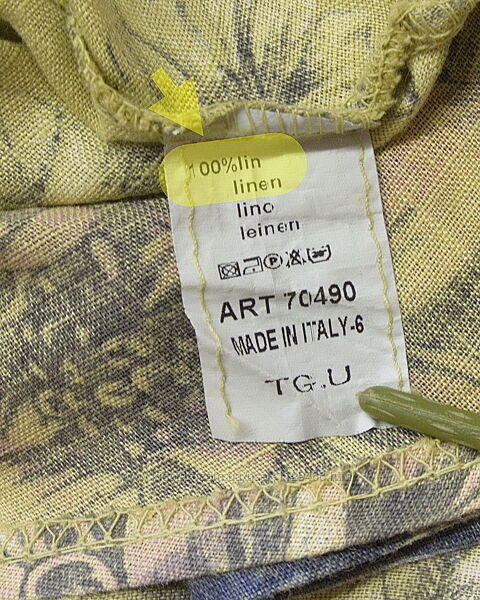 100%lin
linen
lino
leinen
ART 70490
MADE IN ITALY-6
TG.U